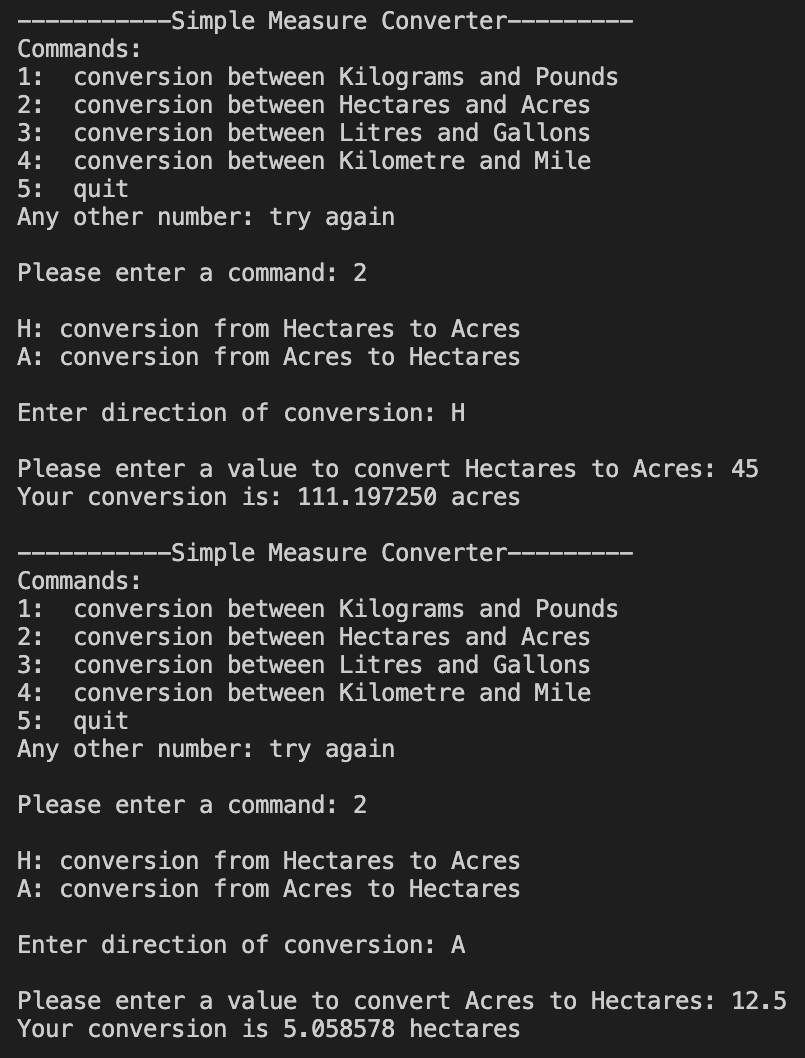 -----------Simple Measure Converter---------
Commands:
1:  conversion between Kilograms and Pounds
2:  conversion between Hectares and Acres
3:  conversion between Litres and Gallons
4:  conversion between Kilometre and Mile
5:  quit
Any other number: try again
Please enter a command: 2
H: conversion from Hectares to Acres
A: conversion from Acres to Hectares
Enter direction of conversion: H
Please enter a value to convert Hectares to Acres: 45
Your conversion is: 111.197250 acres
-----------Simple Measure Converter---------
Commands:
1:  conversion between Kilograms and Pounds
2:  conversion between Hectares and Acres
3:  conversion between Litres and Gallons
4:  conversion between Kilometre and Mile
5:  quit
Any other number: try again
Please enter a command: 2
H: conversion from Hectares to Acres
A: conversion from Acres to Hectares
Enter direction of conversion: A
Please enter a value to convert Acres to Hectares: 12.5
Your conversion is 5.058578 hectares